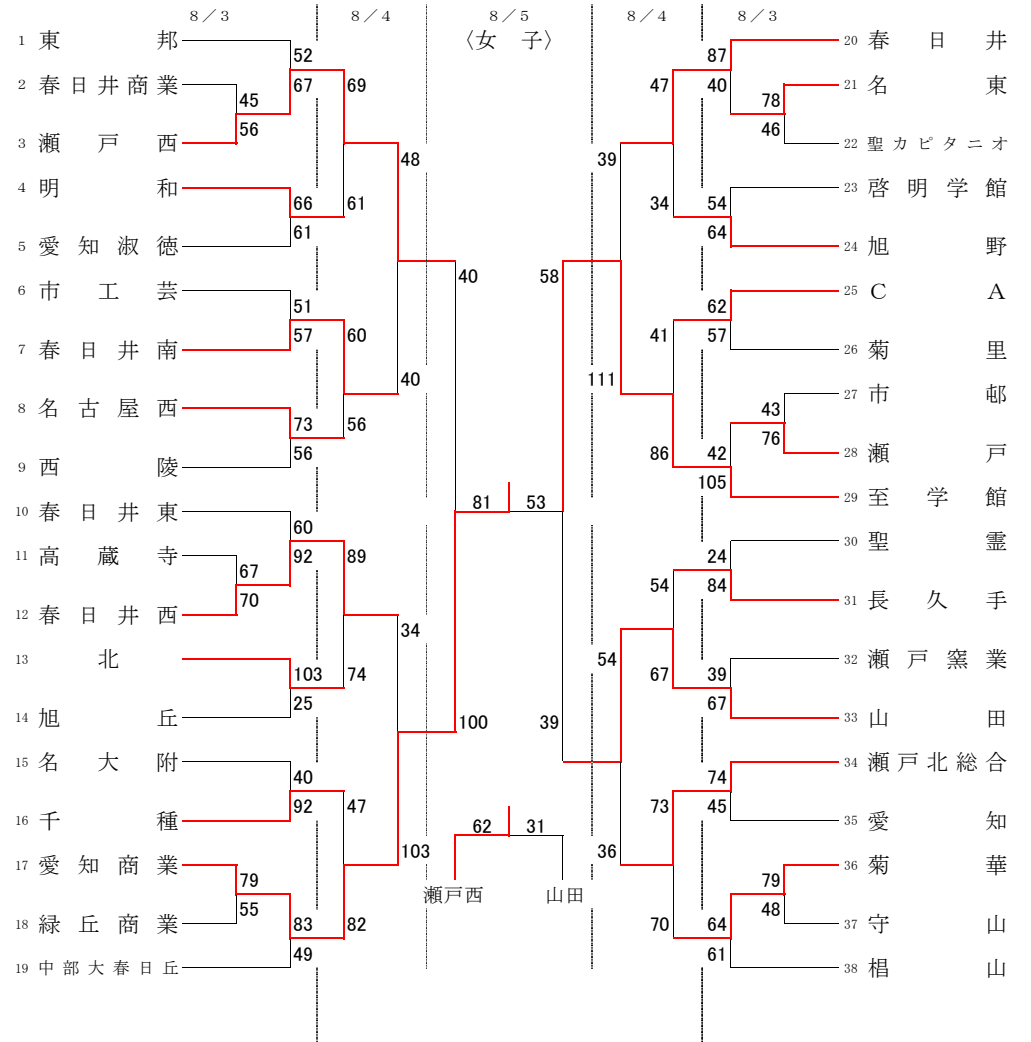 8／3 8／4 8／5 8／4 8／3
〈女 子〉
1 東邦
52
2 春日井商業
67 69
45
56
3 瀬戸西
48
4 明和
66 61
61
5 愛知淑徳
40
6 市工芸
51
57 60
7 春日井南
40
8 名古屋西
73 56
56
9 西陵
81 53
10 春日井東
60
92 89
11 高蔵寺
67
70
12 春日井西
34
13 北
103 74
25
14 旭丘
100
15 名大附
40
92 47
16 千種
103
17 愛知商業
79
55
18 緑丘商業
83 82
49
19 中部大春日丘
62 31
瀬戸西 山田
20 春日井
87
47 40
21 名東
78
46
22 聖カピタニオ
39
23 啓明学館
34 54
64
24 旭野
58
25 CA
62
41 57
26 菊里
111
27 市邨
43
76
28 瀬戸
86 42
105
29 至学館
30 聖霊
24
54 84
31 長久手
54
32 瀬戸窯業
67 39
67
33 山田
39
34 瀬戸北総合
74
73 45
35 愛知
36
36 菊華
79
48
37 守山
70 64
61
38 椙山